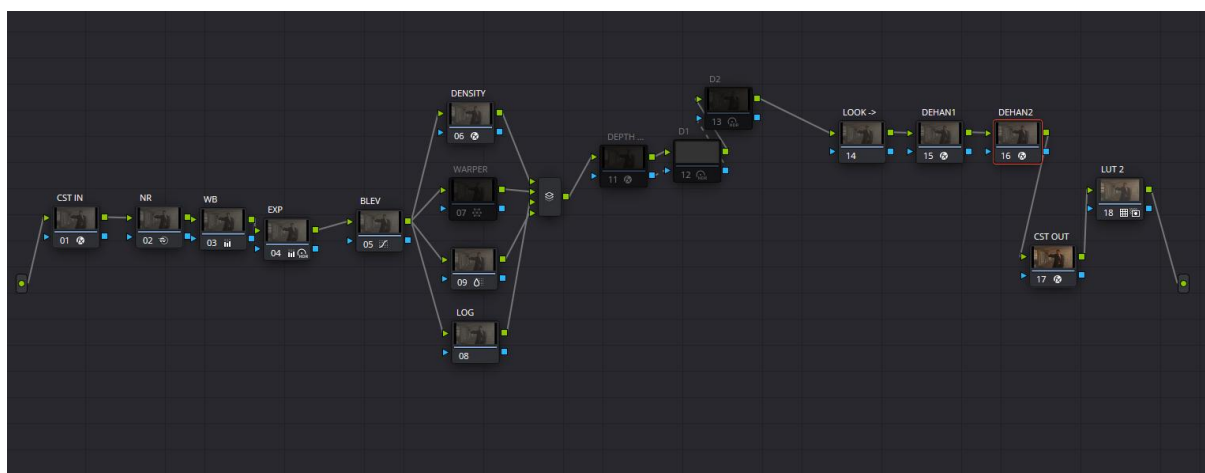 CST IN
01
NR
02
WB
03
EXP
04
HDR
BLEV
05
DENSITY
06
WARPER
07
09
LOG
08
DEPTH ...
11
D1
12
D2
13
LOOK ->
14
DEHAN1
15
DEHAN2
16
CST OUT
17
LUT 2
18